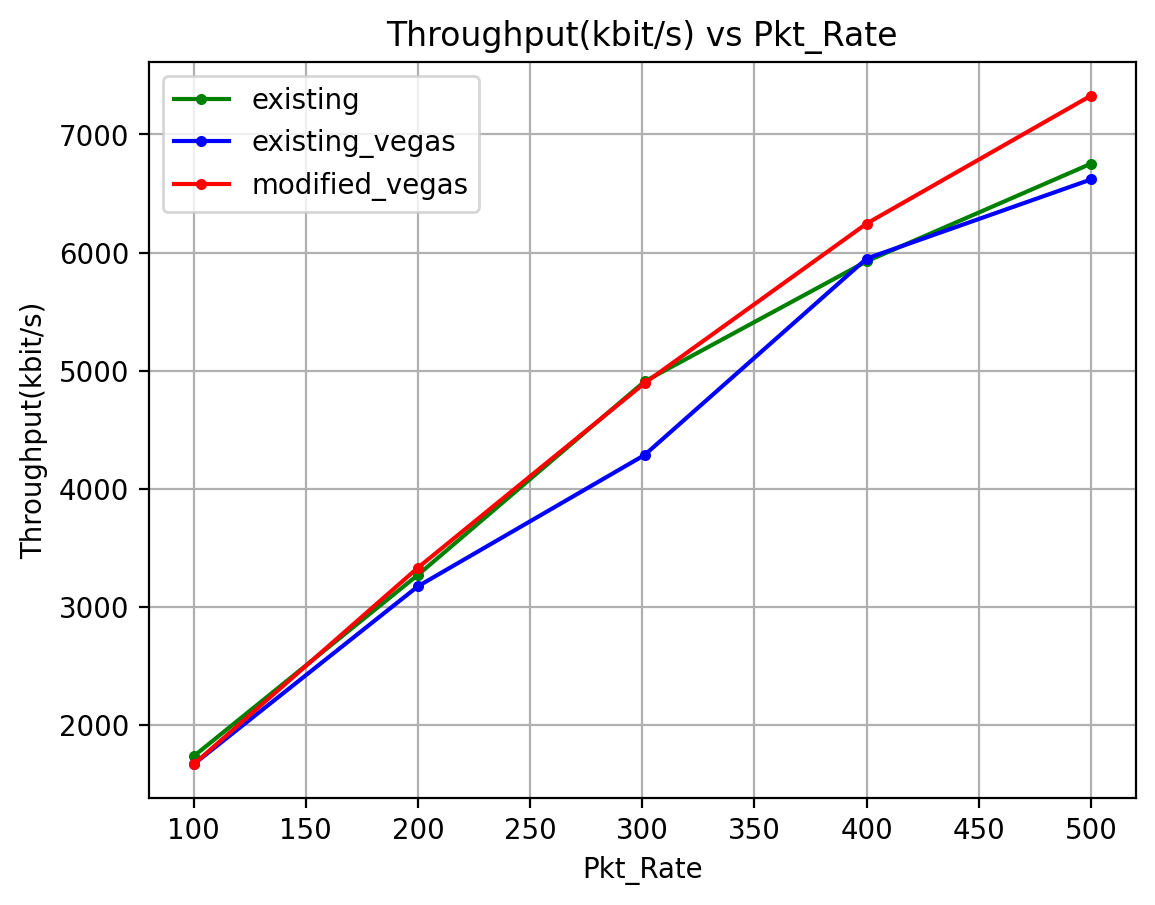 Throughput(kbit/s) vs Pkt_Rate
existing
existing_vegas
modified_vegas
Throughput(kbit/s)
7000
6000
5000
4000
3000
2000
100 150 200 250 300 350 400 450 500
Pkt_Rate